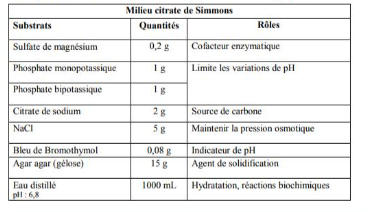 Milieu citrate de Simmons
Substrats Quantités Rôles
Sulfate de magnésium 0,2 g Cofacteur enzymatique
Phosphate monopotassique 1 g Limite les variations de pH
Phosphate bipotassique 1 g
Citrate de sodium 2 g Source de carbone
NaCl 5 g Maintenir la pression osmotique
Bleu de Bromothymol 0,08 g Indicateur de pH
Agar agar (gélose) 15 g Agent de solidification
Eau distillé 1000 mL Hydratation, réactions biochimiques
pH : 6,8